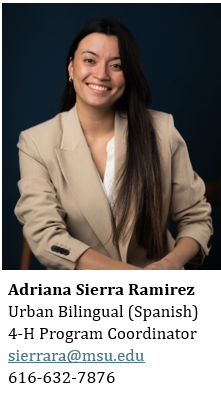 Adriana Sierra Ramirez
Urban Bilingual (Spanish)
4-H Program Coordinator
sierrara@msu.edu
616-632-7876